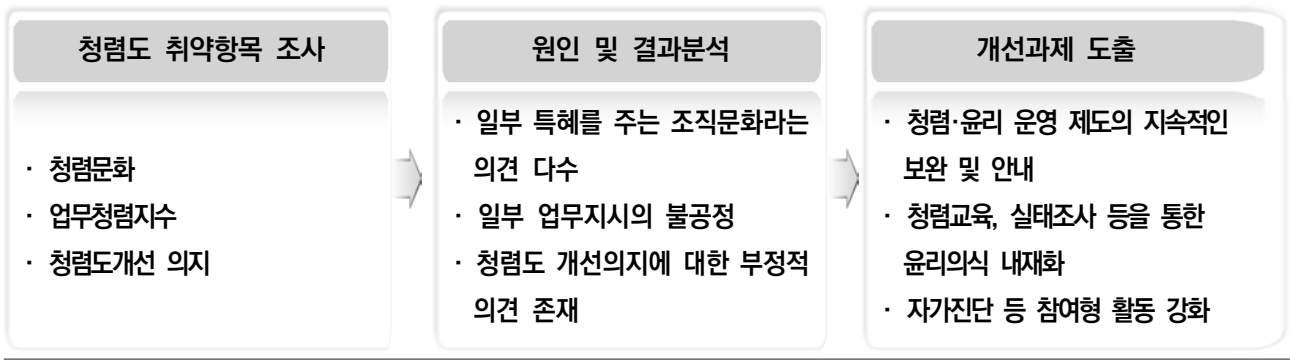 청렴도 취약항목 조사
· 청렴문화
· 업무청렴지수
· 청렴도개선 의지
원인 및 결과분석
· 일부 특혜를 주는 조직문화라는
의견 다수
· 일부 업무지시의 불공정
· 청렴도 개선의지에 대한 부정적
의견 존재
개선과제 도출
· 청렴·윤리 운영 제도의 지속적인
보완 및 안내
· 청렴교육, 실태조사 등을 통한
윤리의식 내재화
· 자가진단 등 참여형 활동 강화